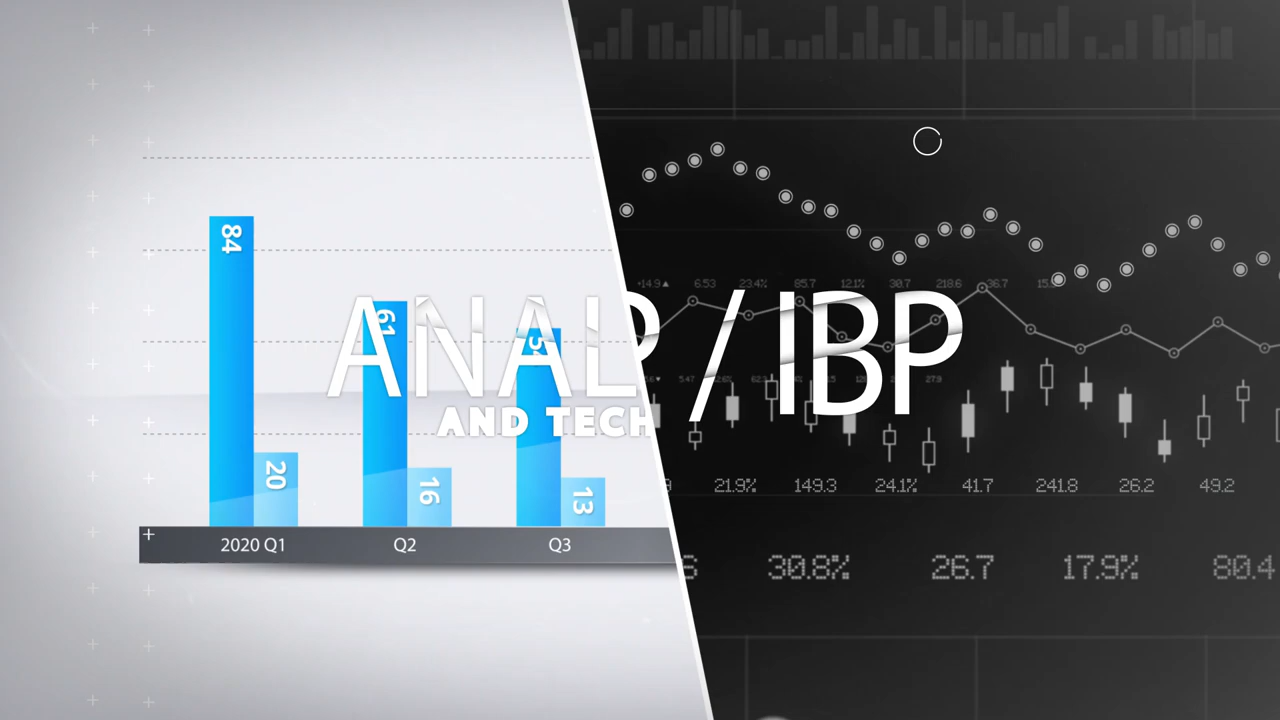 +14.9▲ 6.53 23.4% 85.7 12.1% 30.7 218.6 36.7
84
61
ANAL P / IBP
AND TECH
20
16
13
21.9% 149.3 24.1% 41.7 241.8 26.2 49.2
2020 Q1 Q2 Q3
30.8% 26.7 17.9% 80.4